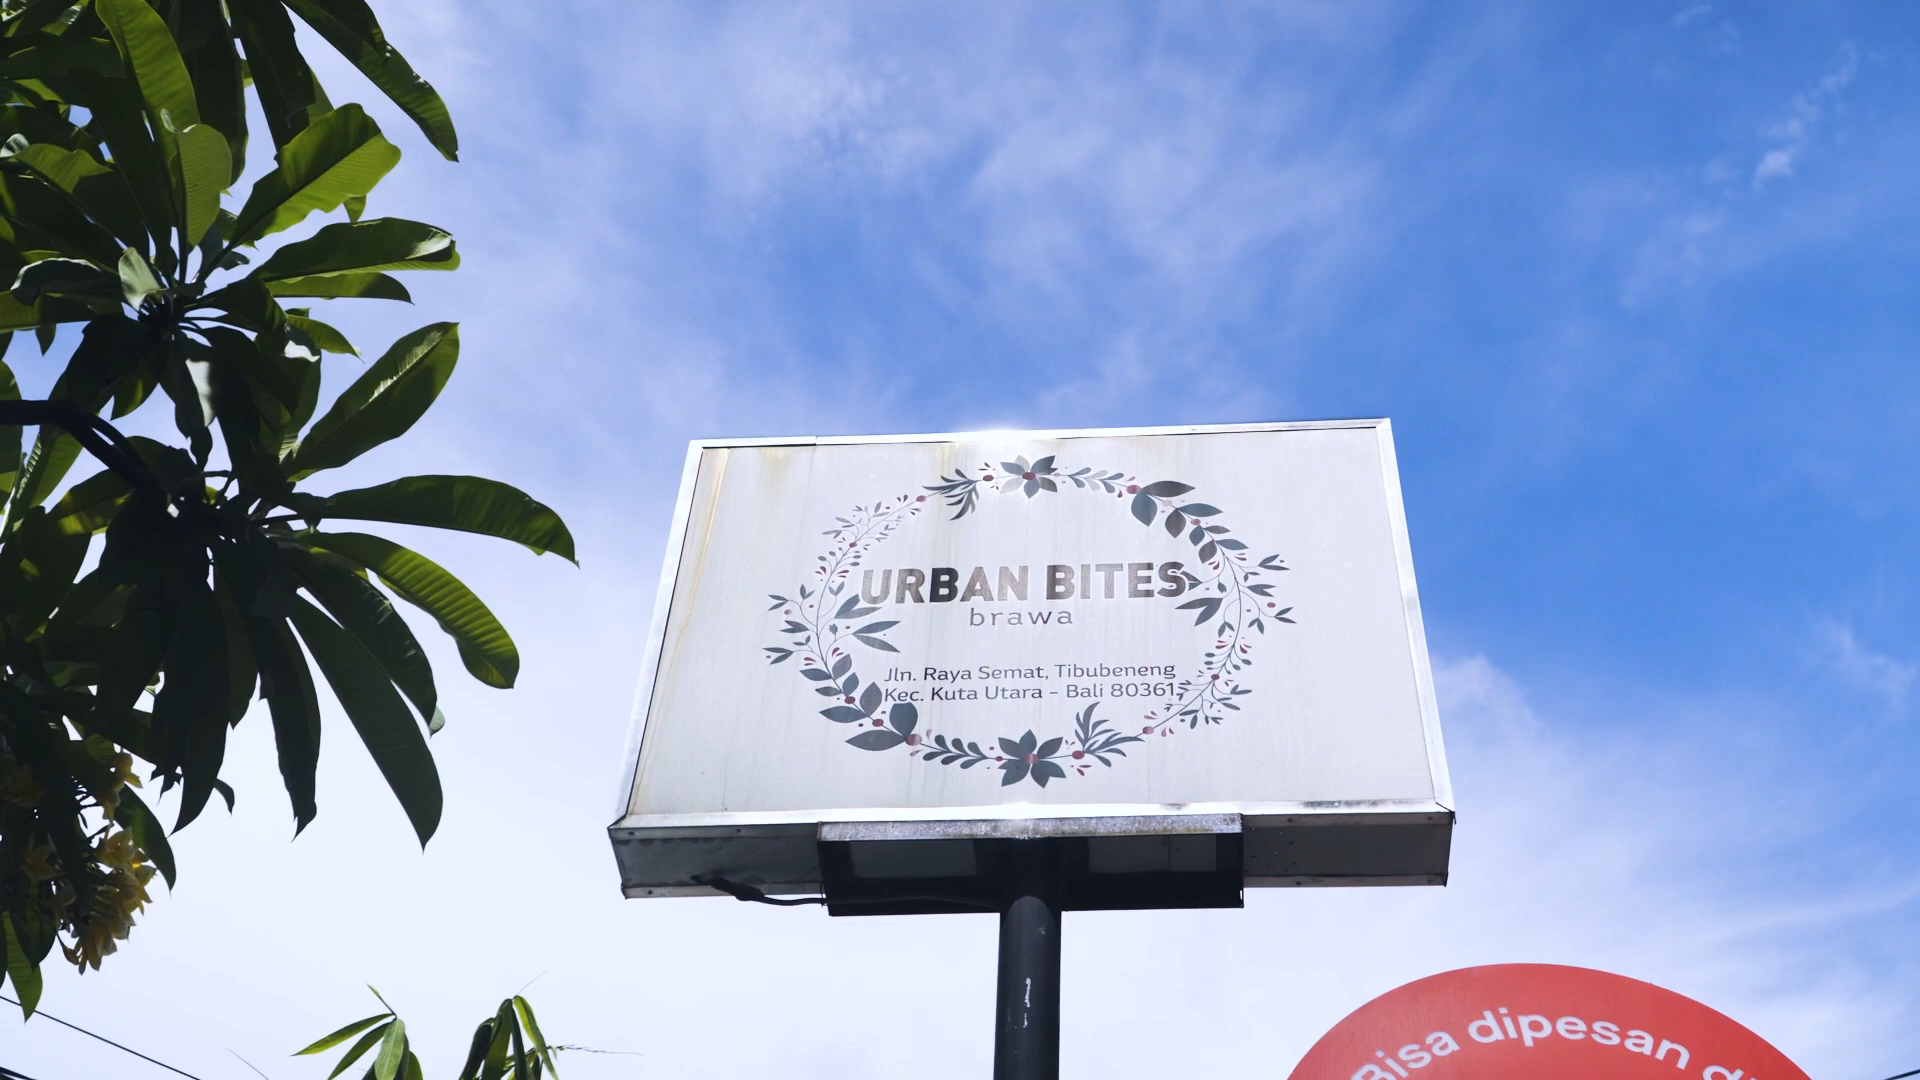 URBAN BITES
brawa
Jln. Raya Semat, Tibubeneng
Kec. Kuta Utara - Bali 80361
Bisa dipesan